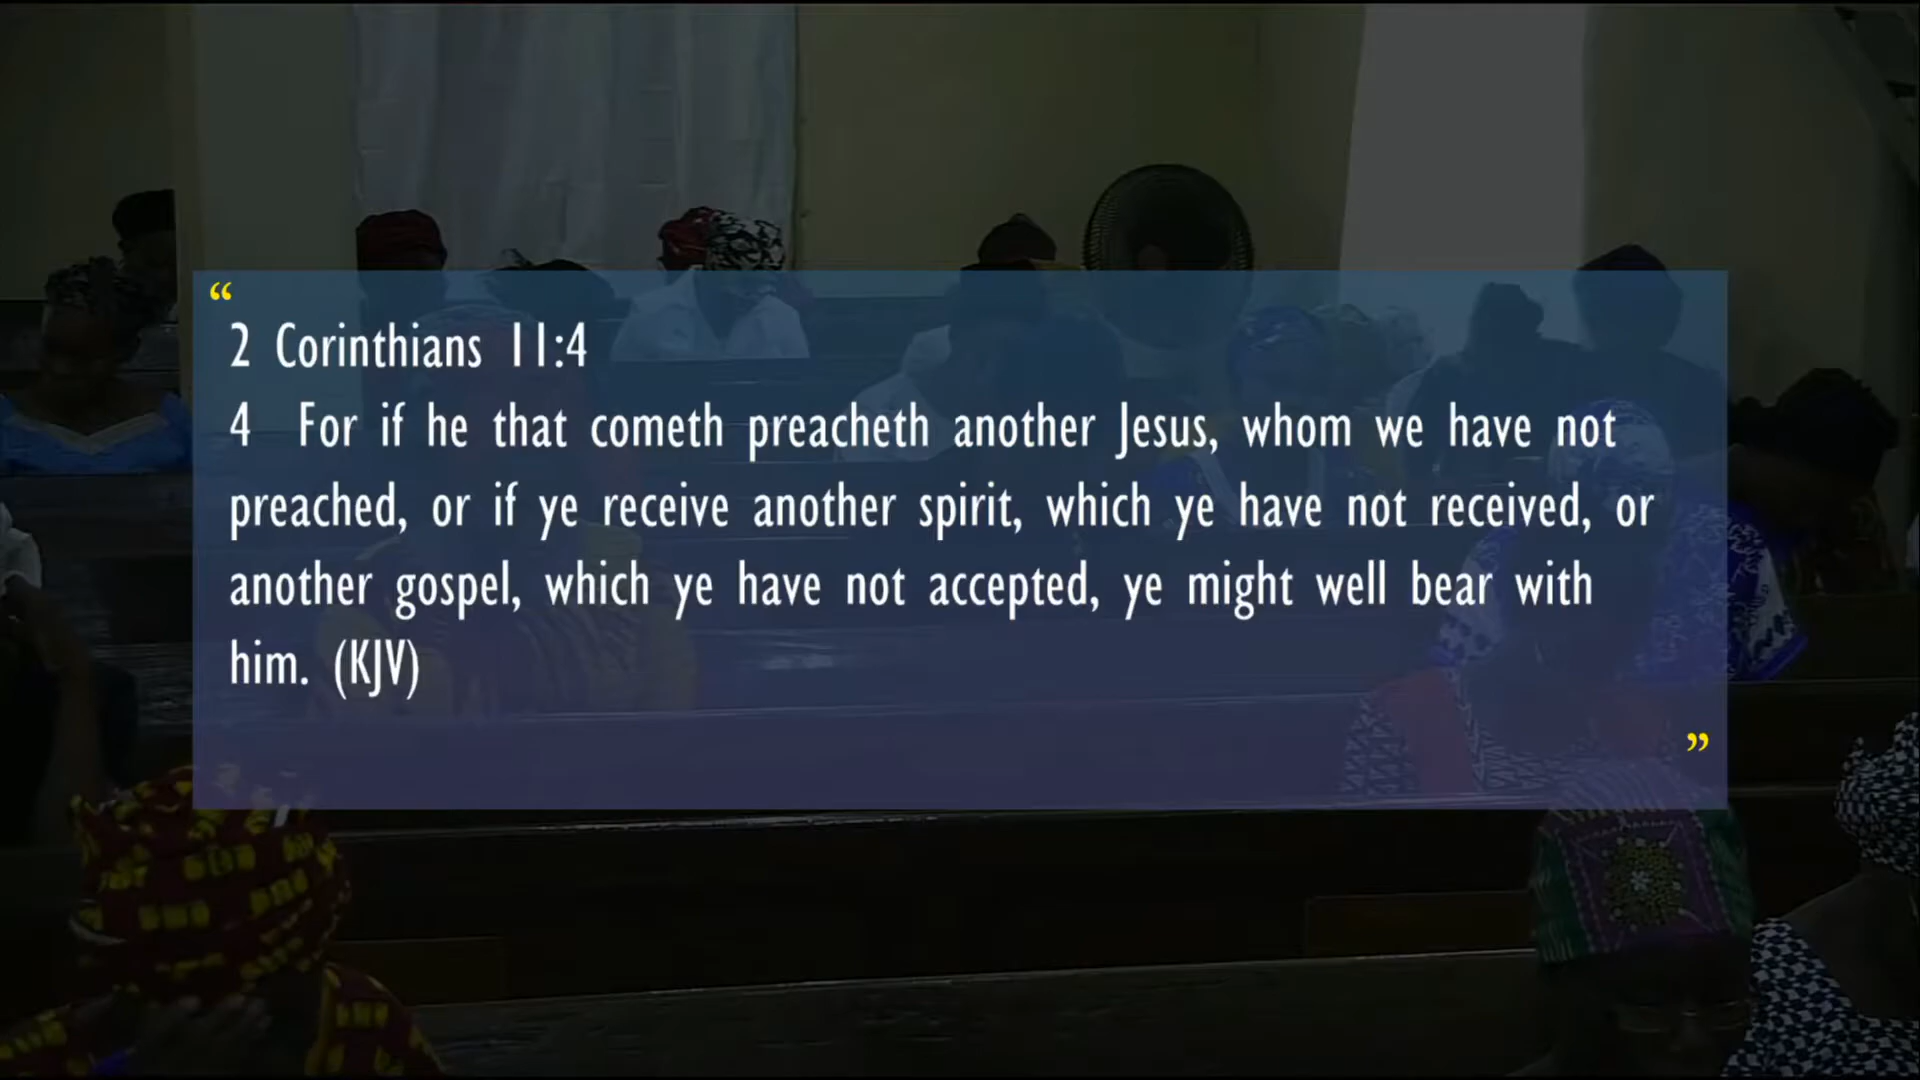 “
2 Corinthians 11:4
4 For if he that cometh preacheth another Jesus, whom we have not
preached, or if ye receive another spirit, which ye have not received, or
another gospel, which ye have not accepted, ye might well bear with
him. (KJV)
”